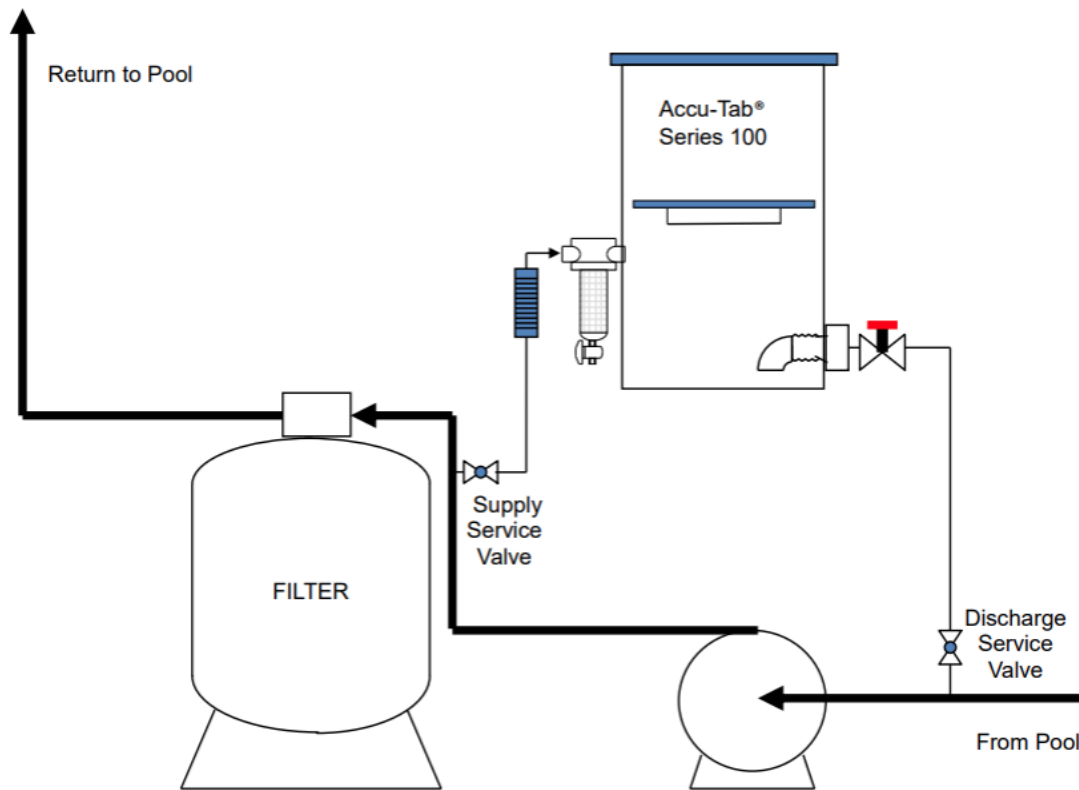 Return to Pool
Accu-Tab®
Series 100
Supply
Service
Valve
FILTER
Discharge
Service
Valve
From Pool